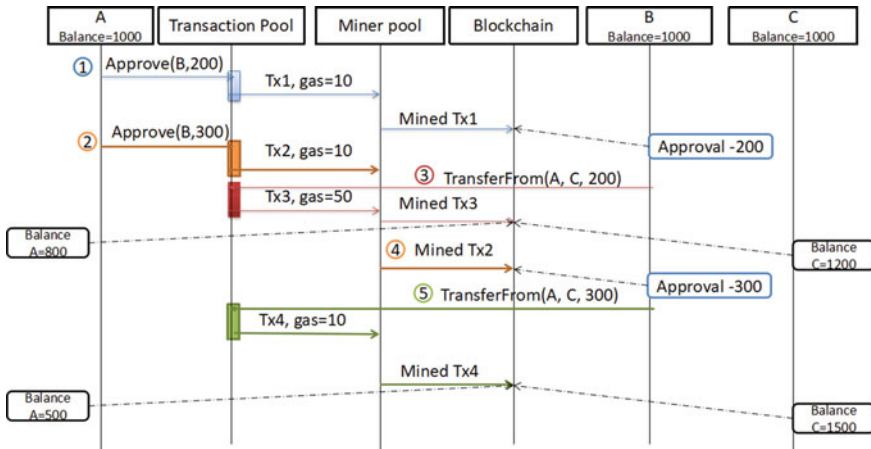 A
Balance=1000
Transaction Pool
Miner pool
Blockchain
B
Balance=1000
C
Balance=1000
1
Approve(B,200)
Tx1, gas=10
Mined Tx1
Approval -200
2
Approve(B,300)
Tx2, gas=10
3
TransferFrom(A, C, 200)
Tx3, gas=50
Mined Tx3
Balance
A=800
4
Mined Tx2
Balance
C=1200
Approval -300
5
TransferFrom(A, C, 300)
Tx4, gas=10
Mined Tx4
Balance
A=500
Balance
C=1500